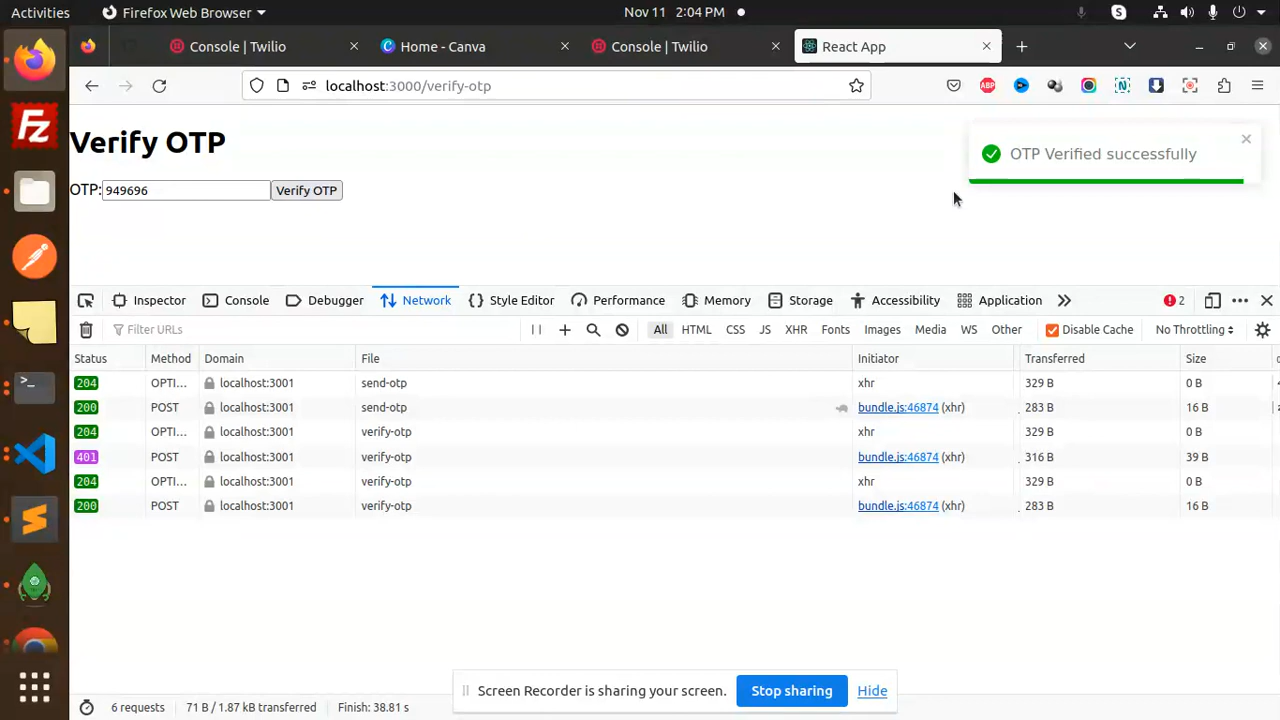 Activities Firefox Web Browser Nov 11 2:04 PM
Console | Twilio Home - Canva Console | Twilio React App
localhost:3000/verify-otp
Verify OTP
OTP Verified successfully
OTP: 949696 Verify OTP
Inspector Console Debugger Network Style Editor Performance Memory Storage Accessibility Application 2
Filter URLs All HTML CSS JS XHR Fonts Images Media WS Other Disable Cache No Throttling
Status Method Domain File Initiator Transferred Size
204 OPTI... localhost:3001 send-otp xhr 329 B 0 B
200 POST localhost:3001 send-otp bundle.js:46874 (xhr) 283 B 16 B
204 OPTI... localhost:3001 verify-otp xhr 329 B 0 B
401 POST localhost:3001 verify-otp bundle.js:46874 (xhr) 316 B 39 B
204 OPTI... localhost:3001 verify-otp xhr 329 B 0 B
200 POST localhost:3001 verify-otp bundle.js:46874 (xhr) 283 B 16 B
Screen Recorder is sharing your screen. Stop sharing Hide
6 requests 71 B / 1.87 kB transferred Finish: 38.81 s